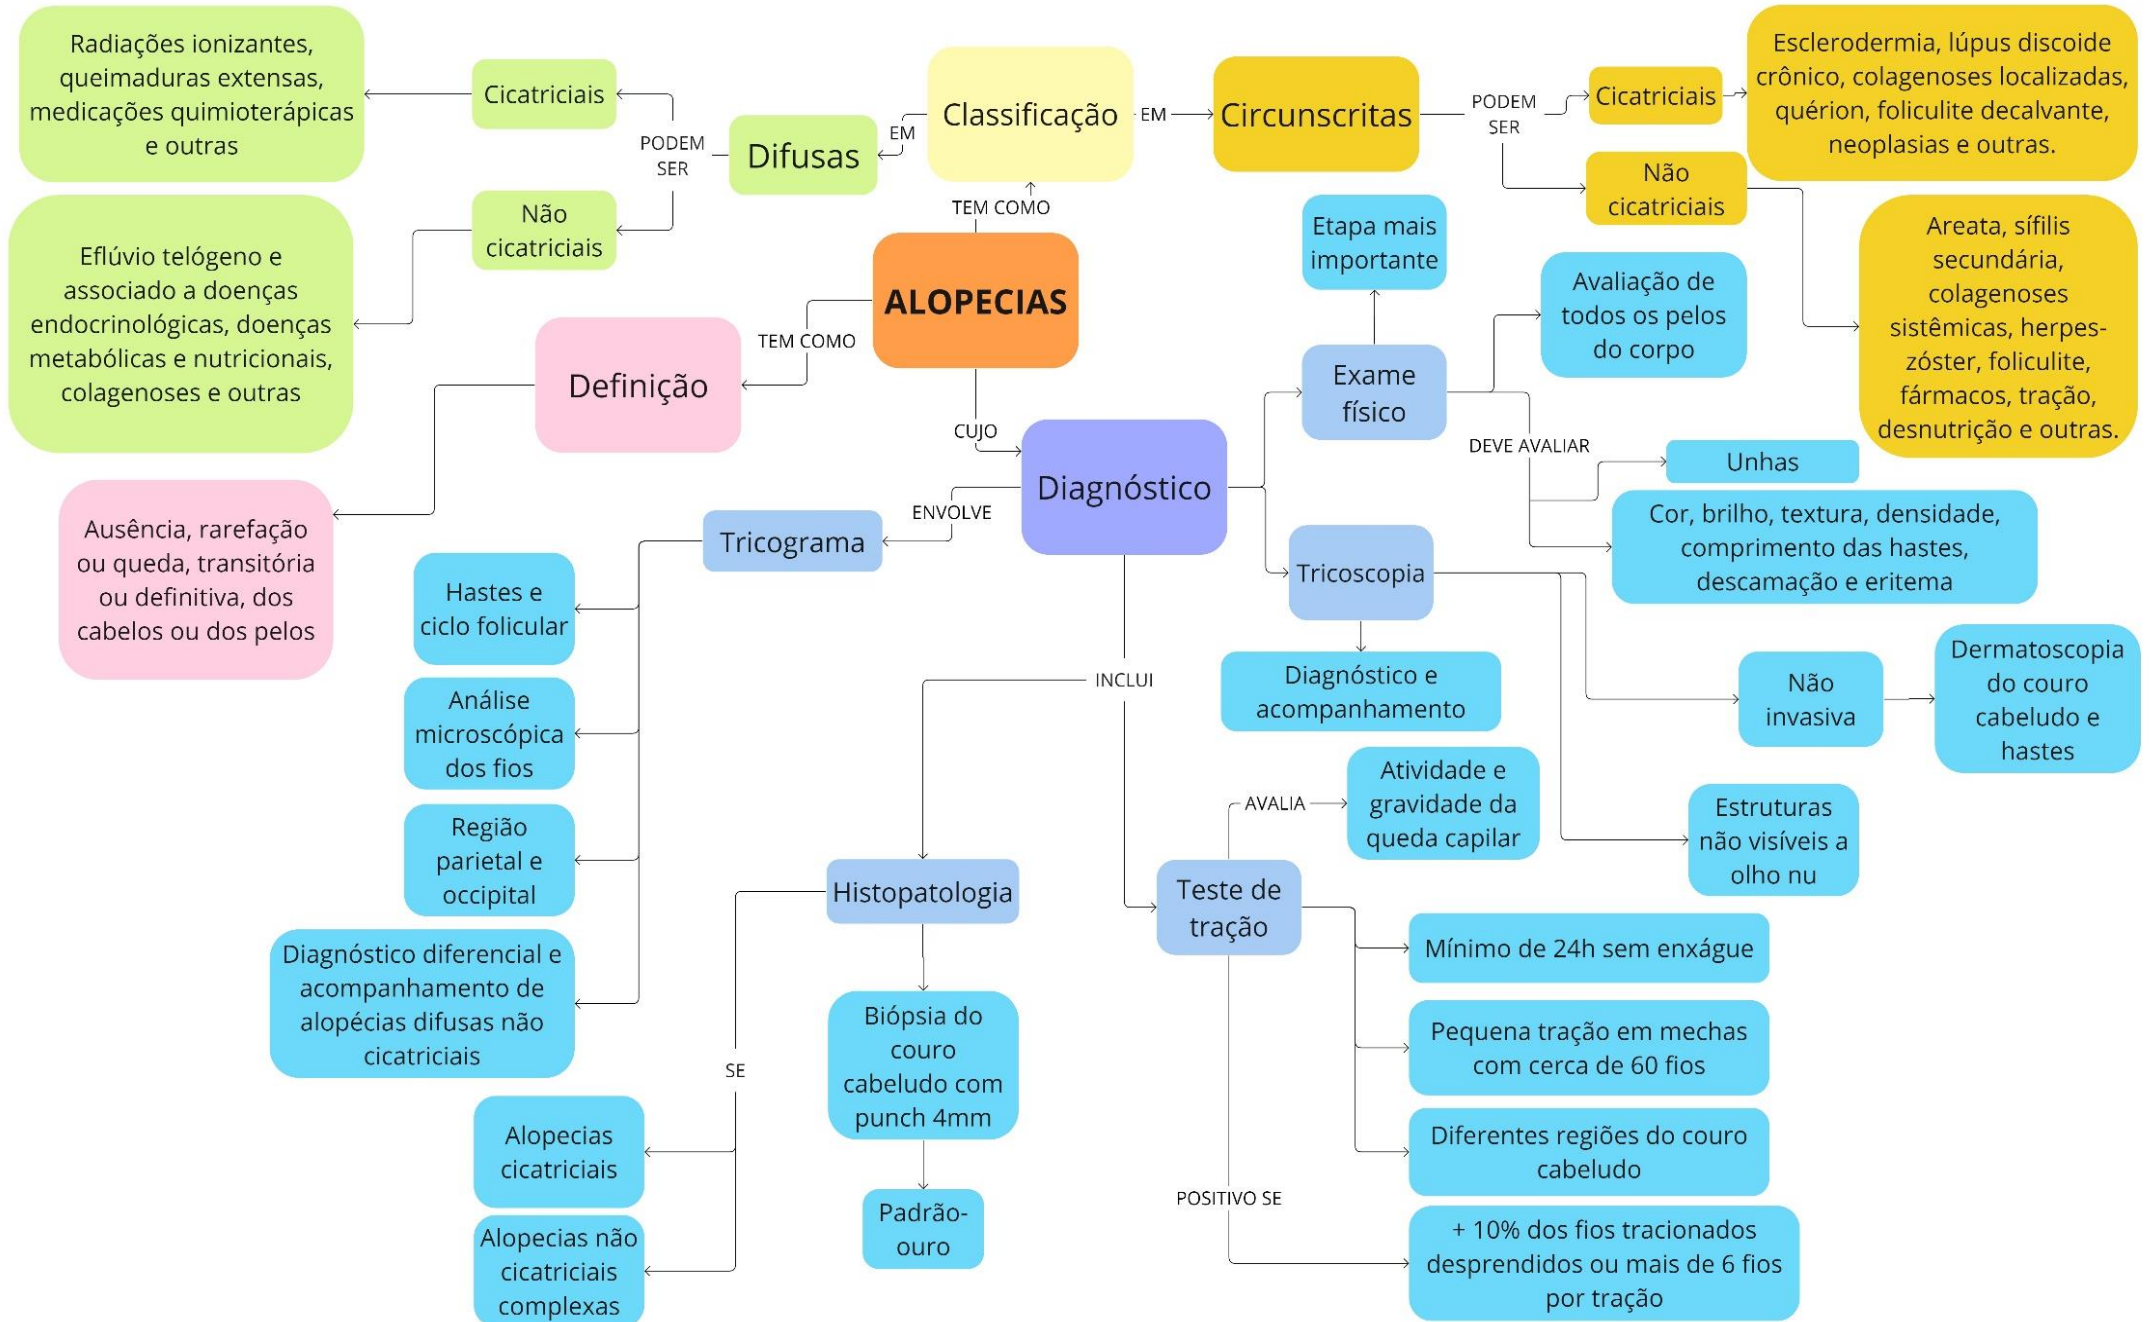 Radiações ionizantes,
queimaduras extensas,
medicações quimioterápicas
e outras
Cicatriciais
PODEM
SER
Não
cicatriciais
Eflúvio telógeno e
associado a doenças
endocrinológicas, doenças
metabólicas e nutricionais,
colagenoses e outras
Difusas
EM
Classificação
EM
Circunscritas
PODEM
SER
Cicatriciais
Esclerodermia, lúpus discoide
crônico, colagenoses localizadas,
quérion, foliculite decalvante,
neoplasias e outras.
Não
cicatriciais
Areata, sífilis
secundária,
colagenoses
sistêmicas, herpes-
zóster, foliculite,
fármacos, tração,
desnutrição e outras.
TEM COMO
ALOPECIAS
TEM COMO
Definição
Ausência, rarefação
ou queda, transitória
ou definitiva, dos
cabelos ou dos pelos
CUJO
Diagnóstico
Etapa mais
importante
Exame
físico
Avaliação de
todos os pelos
do corpo
DEVE AVALIAR
Unhas
Cor, brilho, textura, densidade,
comprimento das hastes,
descamação e eritema
Tricoscopia
Diagnóstico e
acompanhamento
Não
invasiva
Dermatoscopia
do couro
cabeludo e
hastes
Estruturas
não visíveis a
olho nu
ENVOLVE
Tricograma
Hastes e
ciclo folicular
Análise
microscópica
dos fios
Região
parietal e
occipital
Diagnóstico diferencial e
acompanhamento de
alopécias difusas não
cicatriciais
INCLUI
Histopatologia
Biópsia do
couro
cabeludo com
punch 4mm
Padrão-
ouro
SE
Alopecias
cicatriciais
Alopecias não
cicatriciais
complexas
Teste de
tração
AVALIA
Atividade e
gravidade da
queda capilar
Mínimo de 24h sem enxágue
Pequena tração em mechas
com cerca de 60 fios
Diferentes regiões do couro
cabeludo
POSITIVO SE
+ 10% dos fios tracionados
desprendidos ou mais de 6 fios
por tração